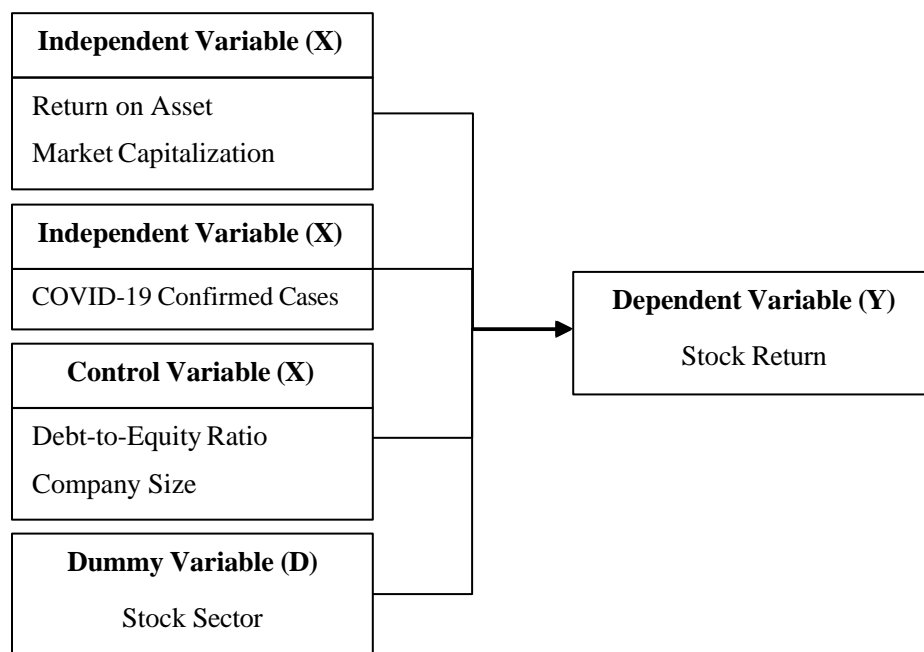 Independent Variable (X)
Return on Asset
Market Capitalization
Independent Variable (X)
COVID-19 Confirmed Cases
Control Variable (X)
Debt-to-Equity Ratio
Company Size
Dummy Variable (D)
Stock Sector
Dependent Variable (Y)
Stock Return